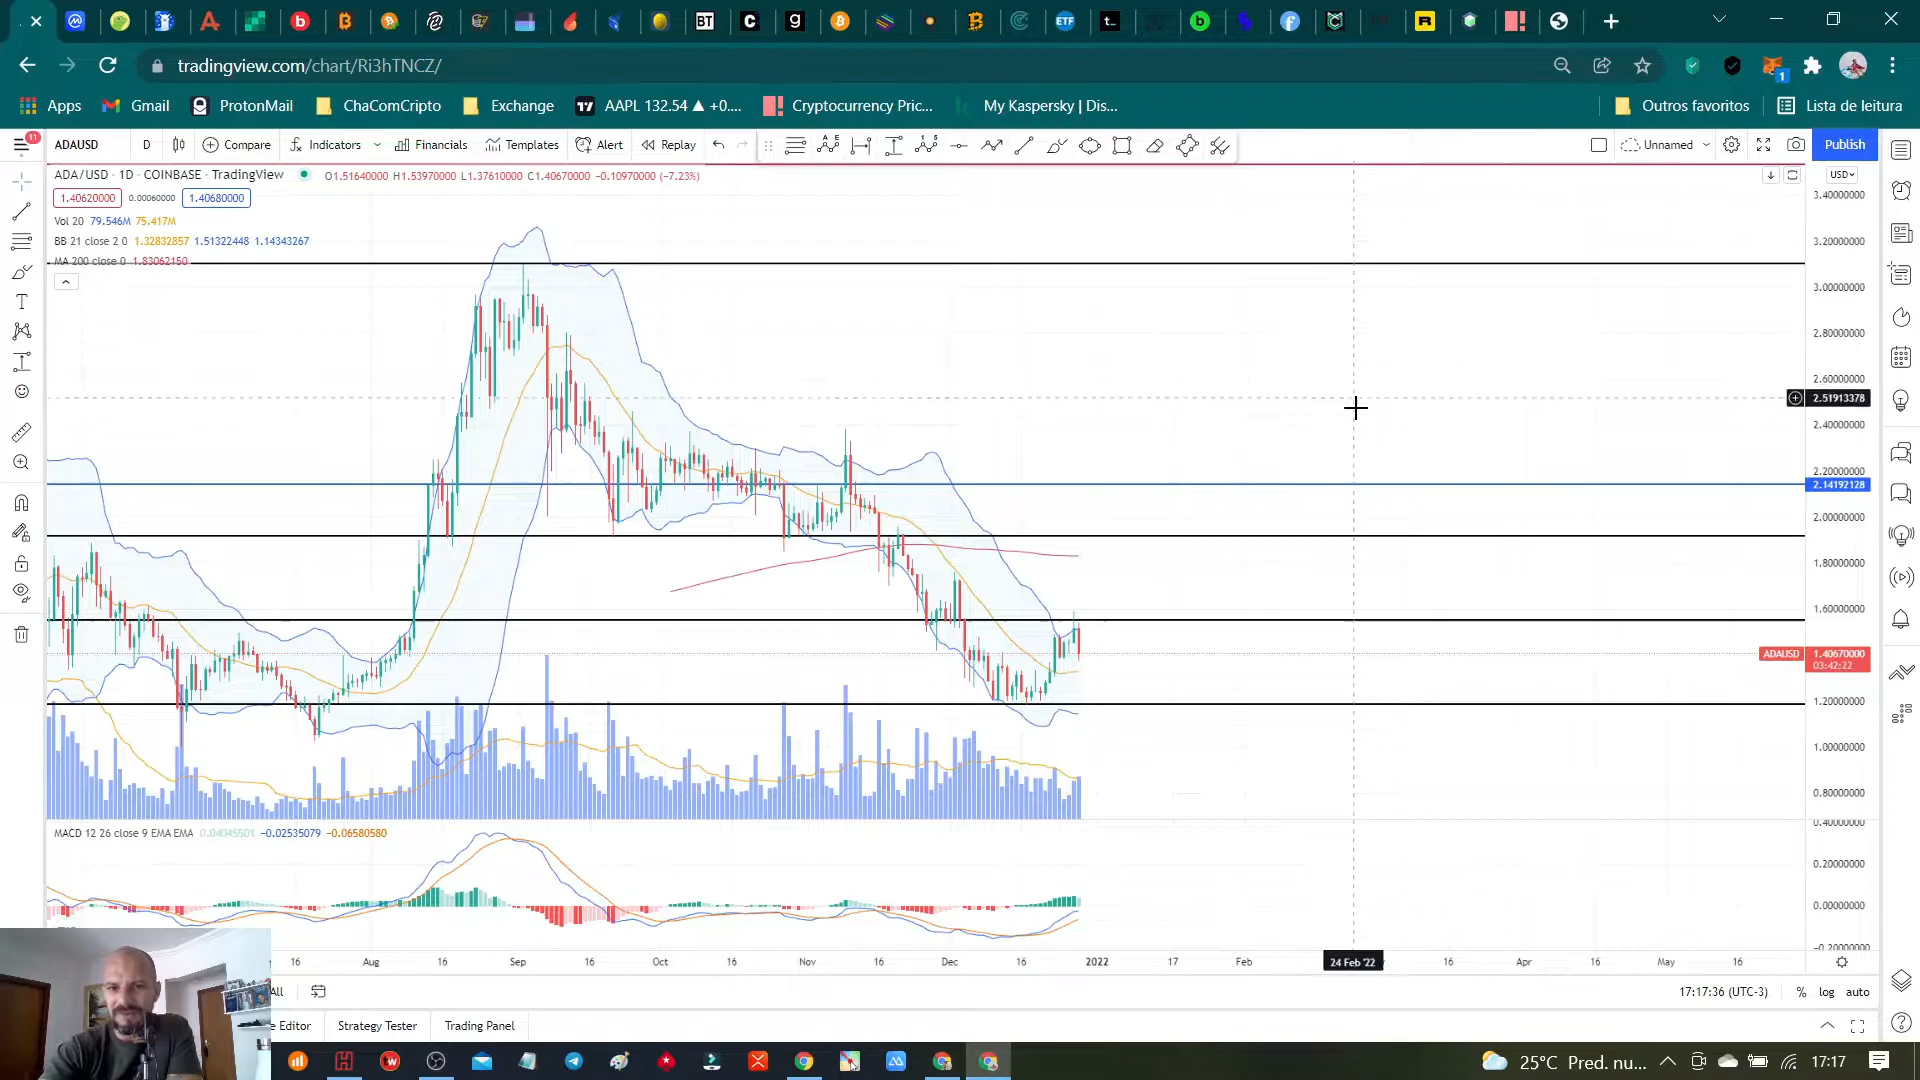 BT
C
g
ETF
t...
b
R
tradingview.com/chart/Ri3hTNCZ/
1
Apps
Gmail
ProtonMail
ChaComCripto
Exchange
AAPL 132.54 ▲ +0....
Cryptocurrency Pric...
My Kaspersky | Dis...
Outros favoritos
Lista de leitura
11
ADAUSD
D
Compare
Indicators
Financials
Templates
Alert
Replay
Unnamed
Publish
ADA/USD · 1D · COINBASE · TradingView
O1.51640000 H1.53970000 L1.37610000 C1.40670000 −0.10970000 (−7.23%)
USD
1.40620000
0.00060000
1.40680000
Vol 20 79.546M 75.417M
BB 21 close 2 0 1.32832857 1.51322448 1.14343267
MA 200 close 0 1.83062150
3.40000000
3.20000000
3.00000000
2.80000000
2.60000000
2.51913378
2.40000000
2.20000000
2.14192128
2.00000000
1.80000000
1.60000000
ADAUSD
1.40670000
03:42:22
1.20000000
1.00000000
0.80000000
MACD 12 26 close 9 EMA EMA 0.04045501 −0.02535079 −0.06580580
0.40000000
0.20000000
0.00000000
-0.20000000
16
Aug
16
Sep
16
Oct
16
Nov
16
Dec
16
2022
17
Feb
24 Feb '22
16
Apr
16
May
16
All
17:17:36 (UTC-3)
%
log
auto
e Editor
Strategy Tester
Trading Panel
25°C Pred. nu...
17:17